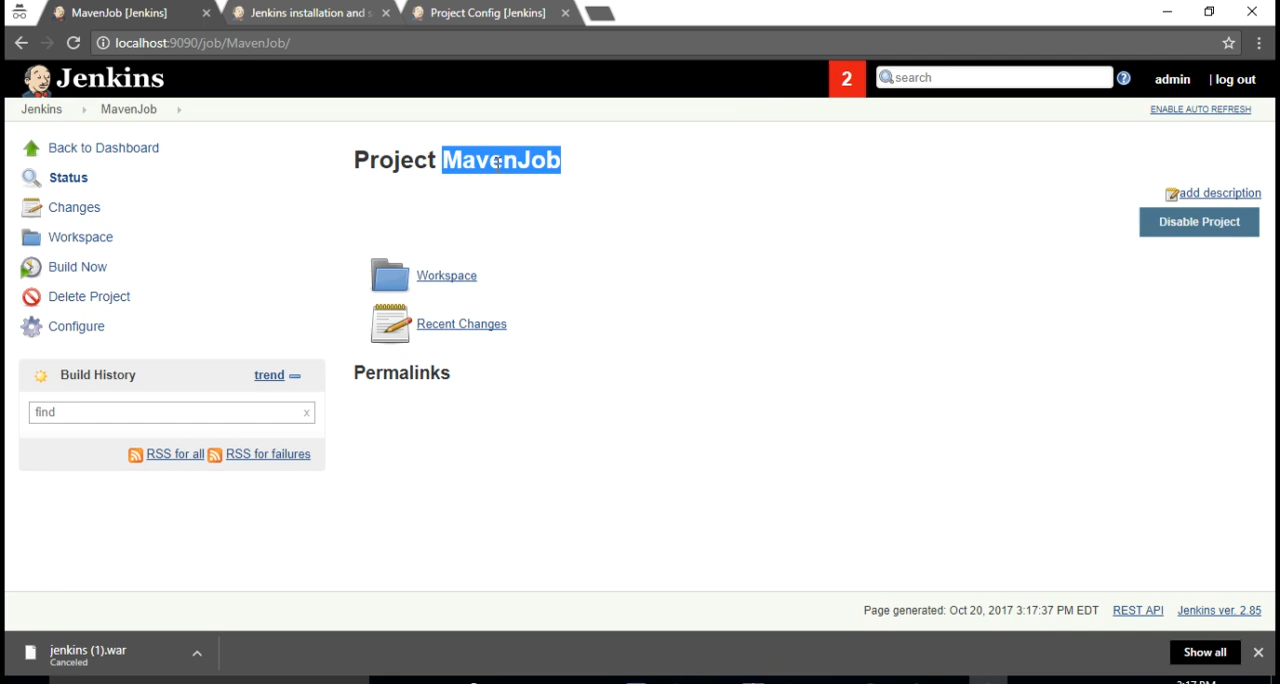 MavenJob [Jenkins]
Jenkins installation and s
Project Config [Jenkins]
localhost:9090/job/MavenJob/
Jenkins
2
search
admin
| log out
Jenkins
MavenJob
ENABLE AUTO REFRESH
Back to Dashboard
Status
Changes
Workspace
Build Now
Delete Project
Configure
Build History
trend
find
x
RSS for all
RSS for failures
Project MavenJob
add description
Disable Project
Workspace
Recent Changes
Permalinks
Page generated: Oct 20, 2017 3:17:37 PM EDT
REST API
Jenkins ver. 2.85
jenkins (1).war
Canceled
Show all
3:17 PM